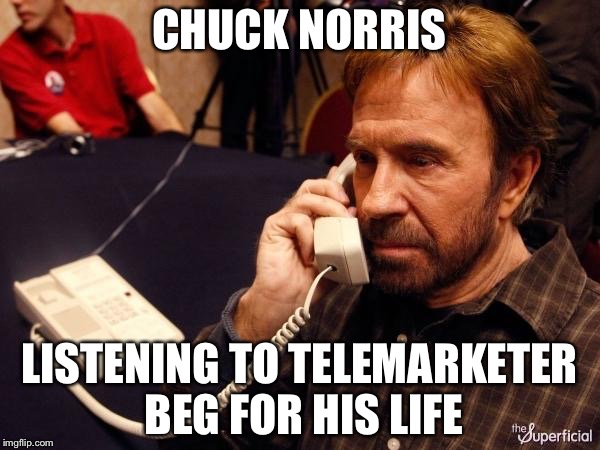 CHUCK NORRIS
LISTENING TO TELEMARKETER
BEG FOR HIS LIFE
the Superficial
imgflip.com